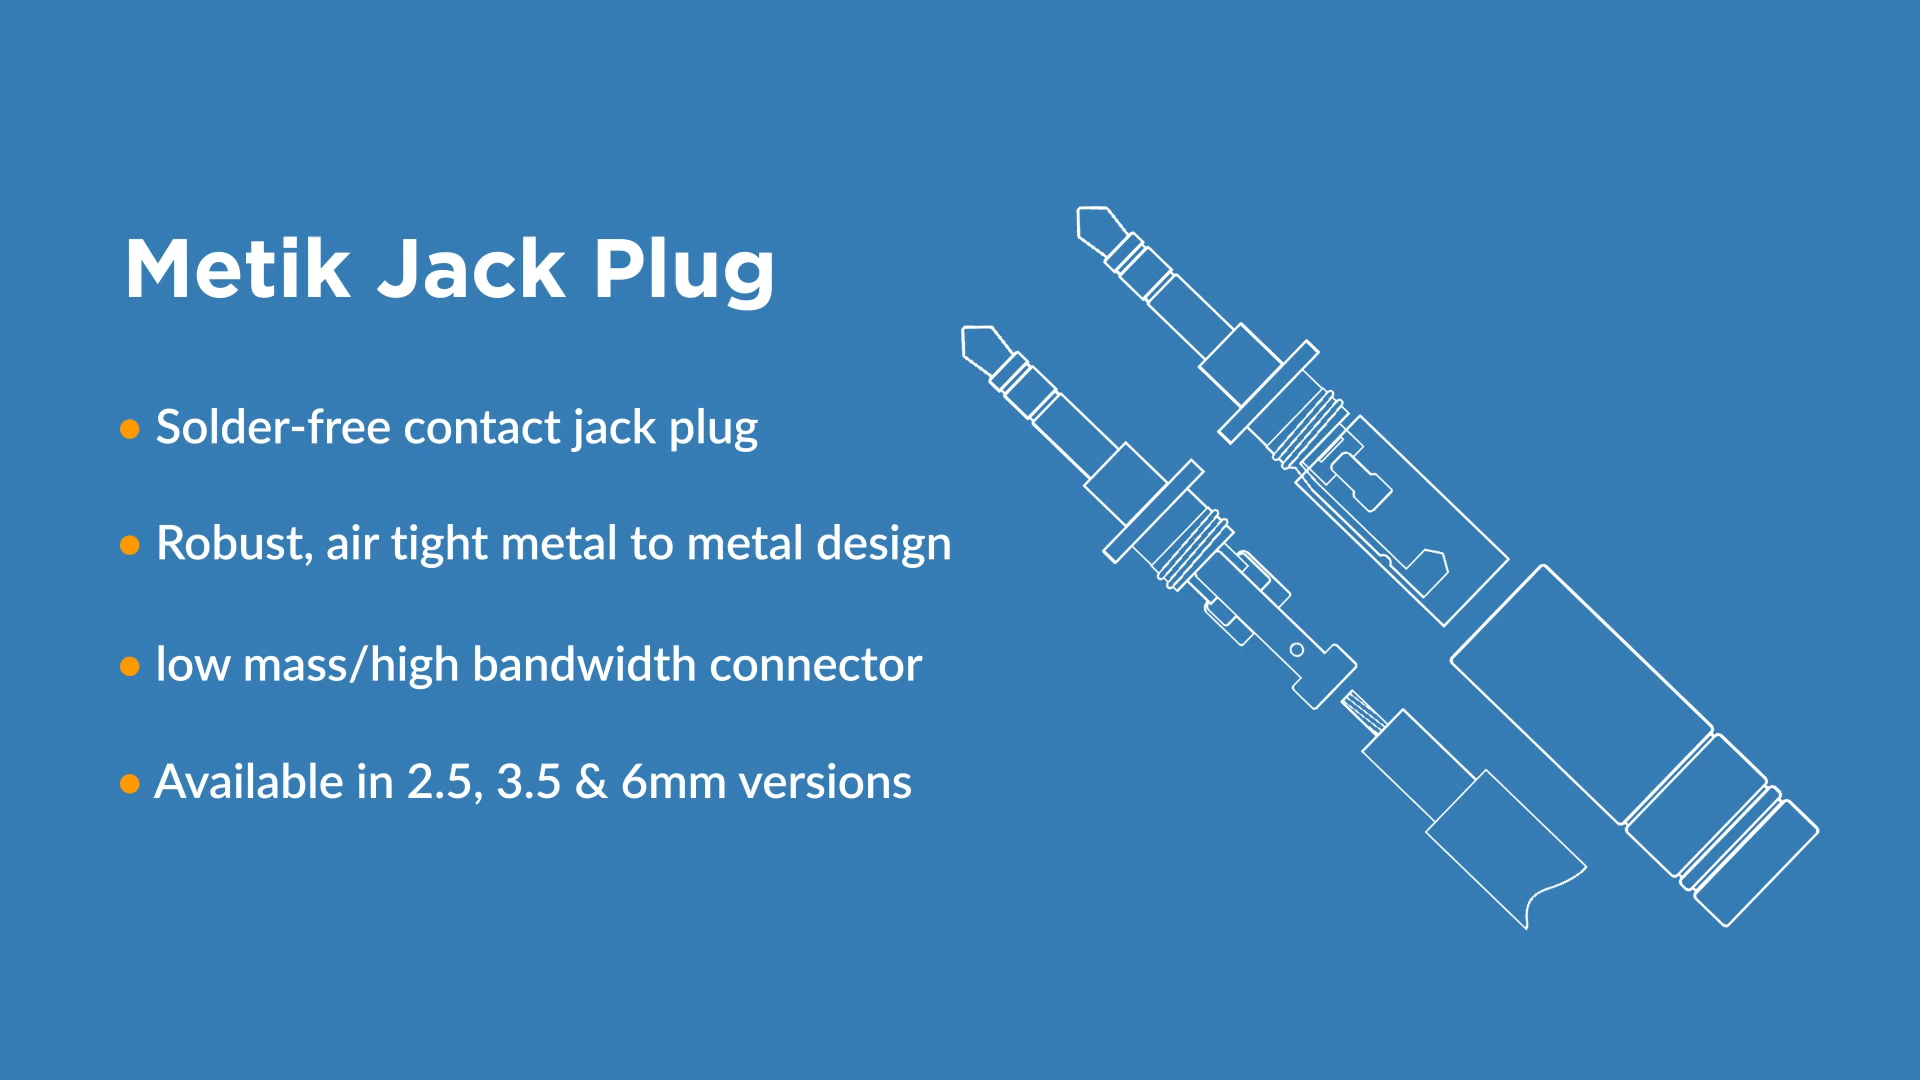 Metik Jack Plug
• Solder-free contact jack plug
• Robust, air tight metal to metal design
• low mass/high bandwidth connector
• Available in 2.5, 3.5 & 6mm versions